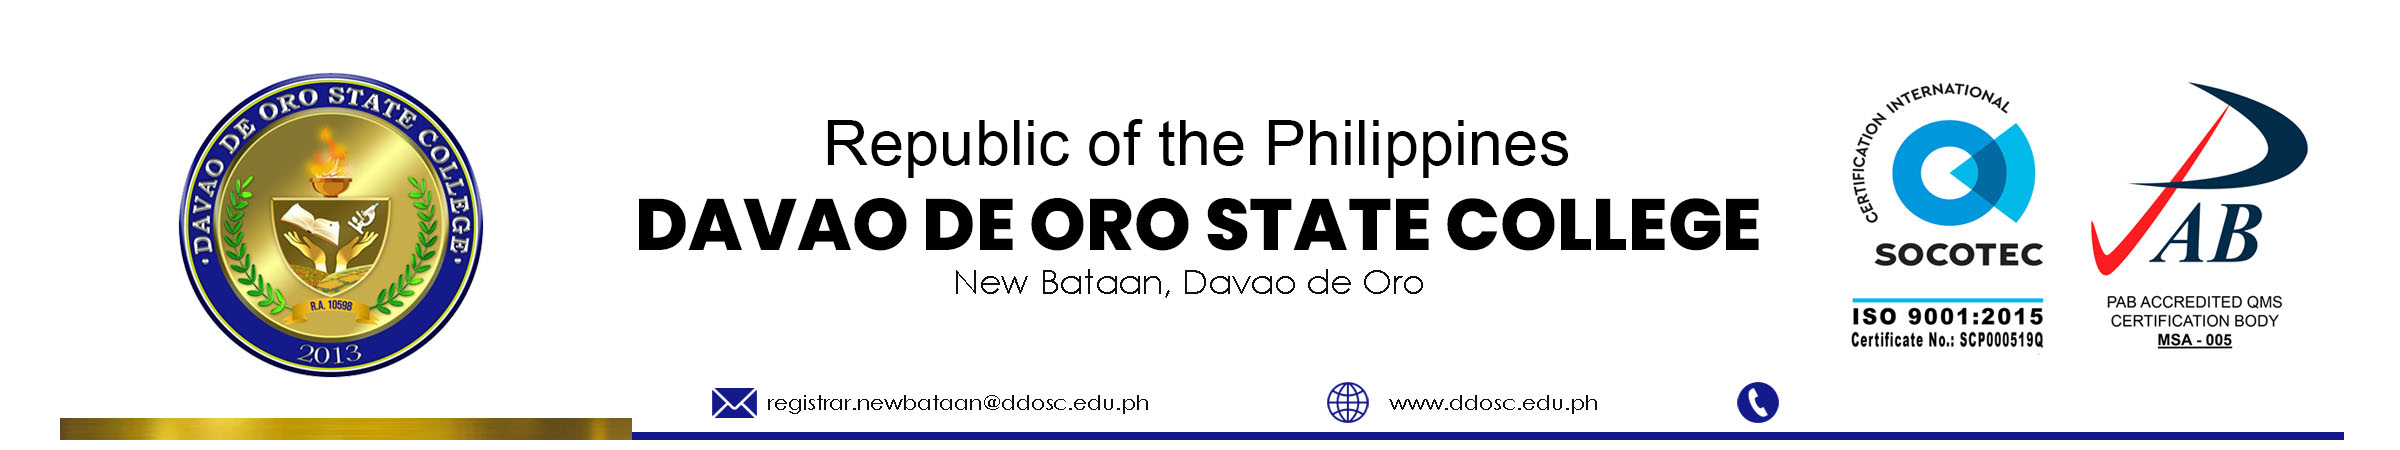 DAVAO DE ORO STATE COLLEGE
R.A. 10598
2013
Republic of the Philippines
DAVAO DE ORO STATE COLLEGE
New Bataan, Davao de Oro
registrar.newbataan@ddosc.edu.ph
www.ddosc.edu.ph
CERTIFICATION INTERNATIONAL
SOCOTEC
ISO 9001:2015
Certificate No.: SCP000519Q
PAB
PAB ACCREDITED QMS
CERTIFICATION BODY
MSA - 005